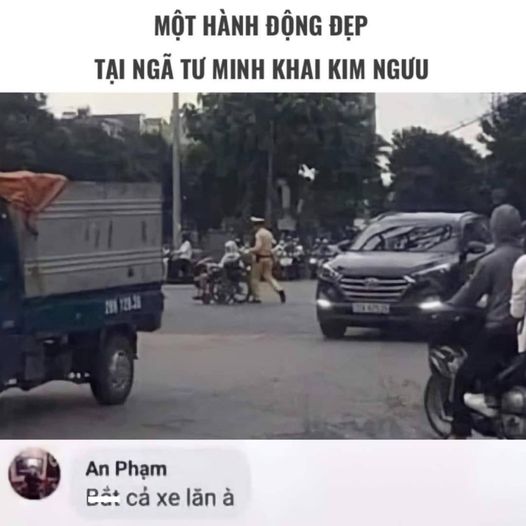 MỘT HÀNH ĐỘNG ĐẸP
TẠI NGÃ TƯ MINH KHAI KIM NGƯU
An Phạm
Bắt cả xe lăn à